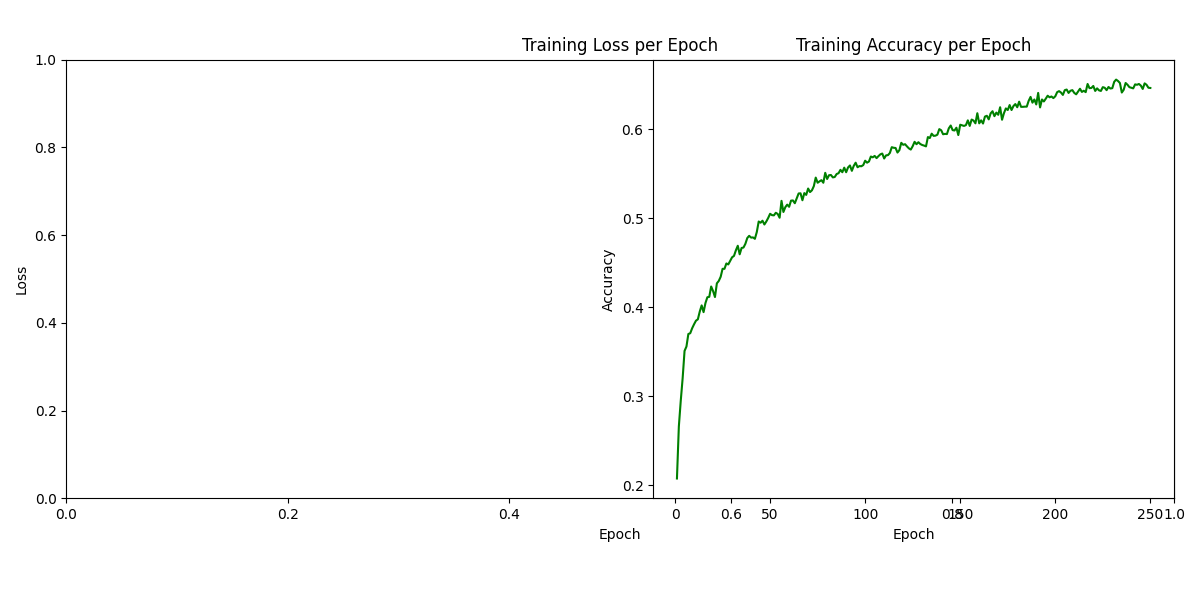 Training Loss per Epoch
Training Accuracy per Epoch
1.0
0.8
0.6
0.4
0.2
0.0
Loss
0.6
0.5
0.4
0.3
0.2
Accuracy
0.0 0.2 0.4 0.6 0.8 1.0
0 50 100 150 200 250
Epoch
Epoch